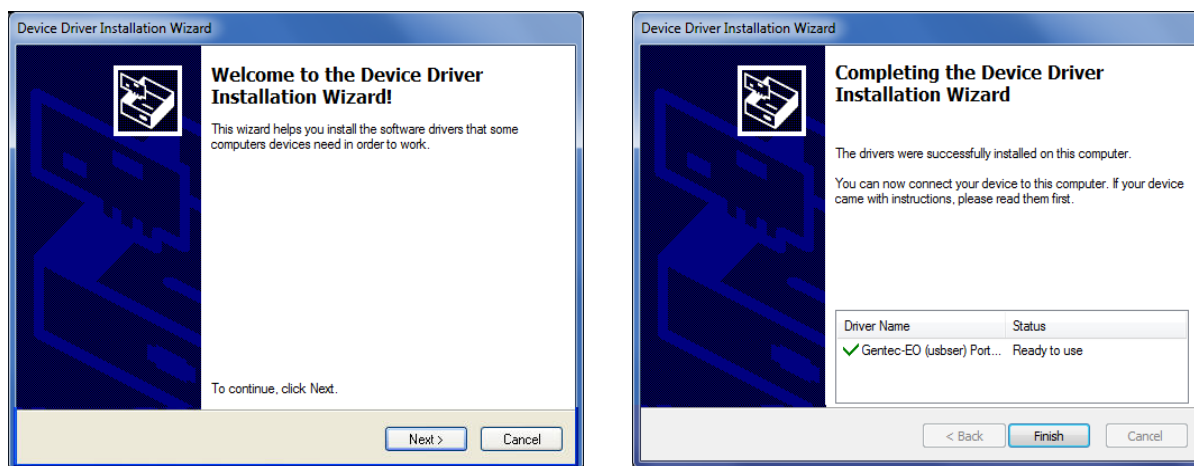 Device Driver Installation Wizard
Welcome to the Device Driver
Installation Wizard!
This wizard helps you install the software drivers that some
computers devices need in order to work.
To continue, click Next.
Next >
Cancel
Device Driver Installation Wizard
Completing the Device Driver
Installation Wizard
The drivers were successfully installed on this computer.
You can now connect your device to this computer. If your device
came with instructions, please read them first.
Driver Name Status
Gentec-EO (usbser) Port... Ready to use
< Back
Finish
Cancel